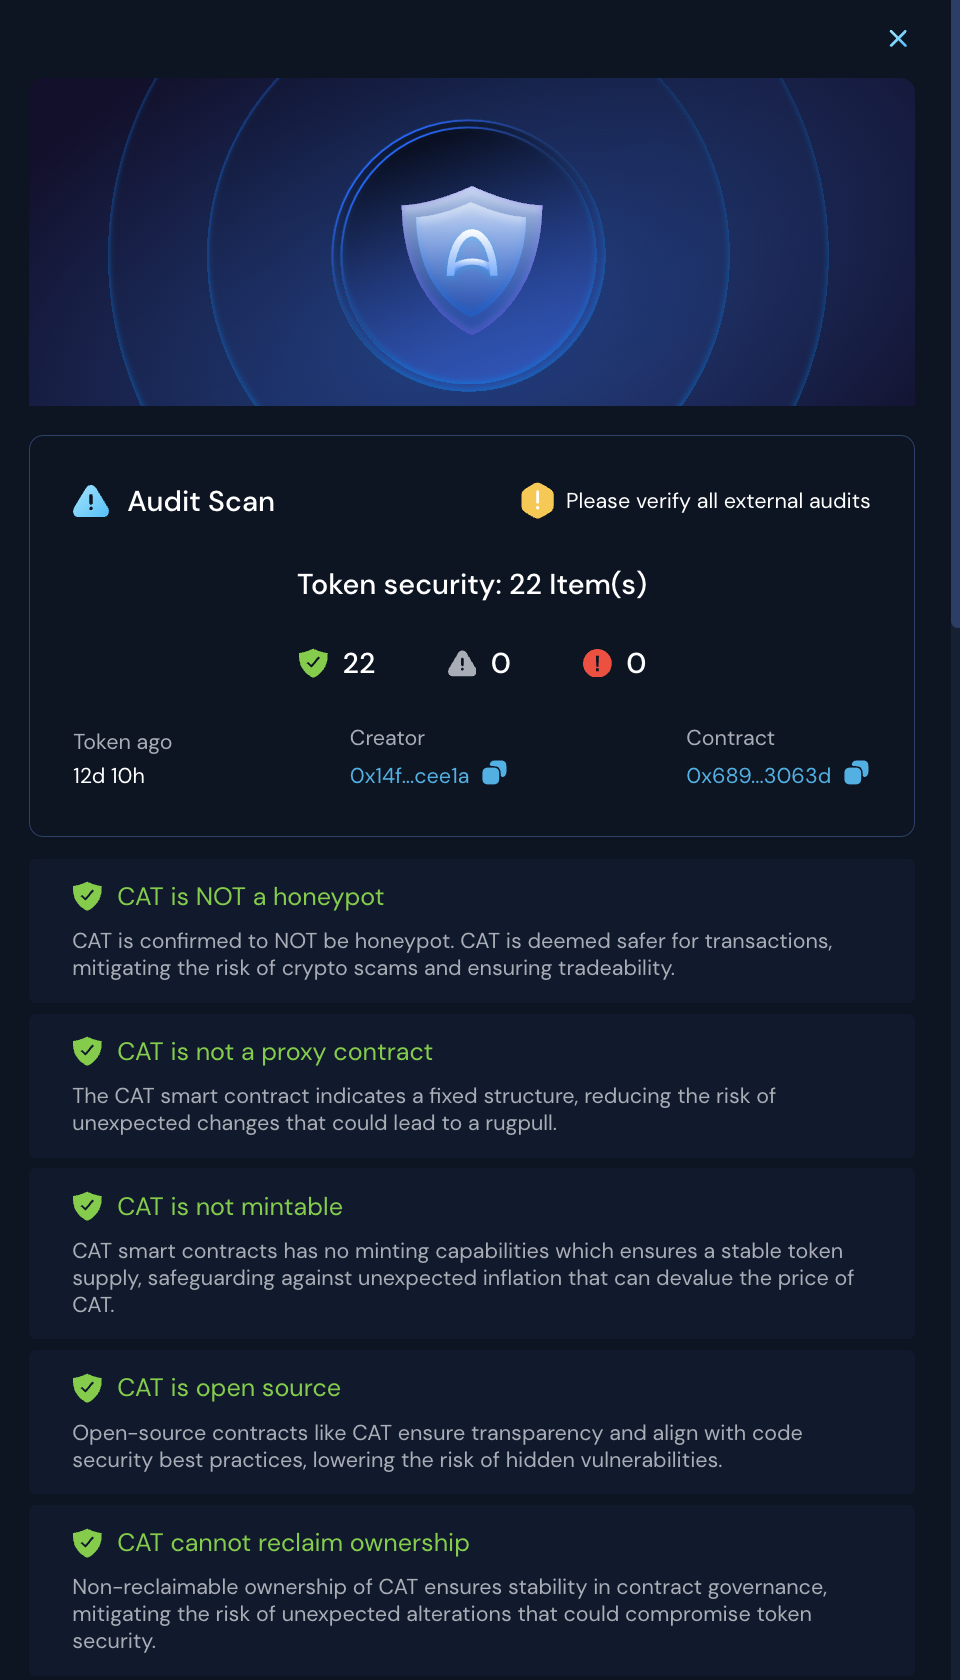 Audit Scan
Please verify all external audits
Token security: 22 Item(s)
22 0 0
Token ago
12d 10h
Creator
0x14f...cee1a
Contract
0x689...3063d
CAT is NOT a honeypot
CAT is confirmed to NOT be honeypot. CAT is deemed safer for transactions,
mitigating the risk of crypto scams and ensuring tradeability.
CAT is not a proxy contract
The CAT smart contract indicates a fixed structure, reducing the risk of
unexpected changes that could lead to a rugpull.
CAT is not mintable
CAT smart contracts has no minting capabilities which ensures a stable token
supply, safeguarding against unexpected inflation that can devalue the price of
CAT.
CAT is open source
Open-source contracts like CAT ensure transparency and align with code
security best practices, lowering the risk of hidden vulnerabilities.
CAT cannot reclaim ownership
Non-reclaimable ownership of CAT ensures stability in contract governance,
mitigating the risk of unexpected alterations that could compromise token
security.